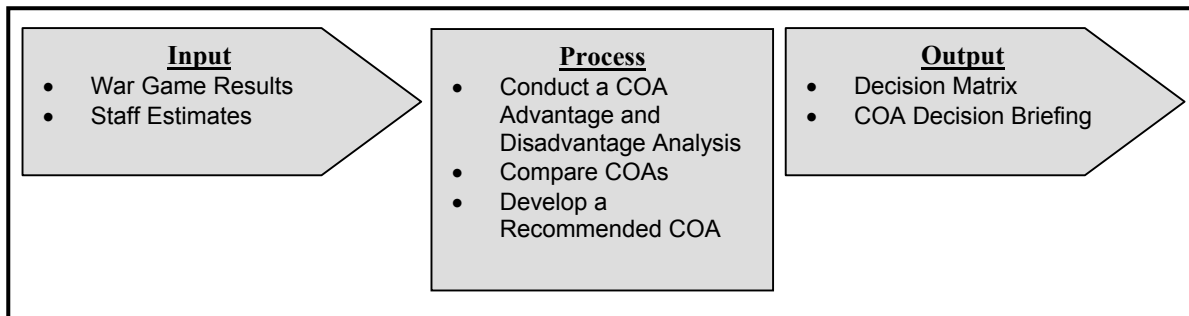 Input
• War Game Results
• Staff Estimates
Process
• Conduct a COA
Advantage and
Disadvantage Analysis
• Compare COAs
• Develop a
Recommended COA
Output
• Decision Matrix
• COA Decision Briefing